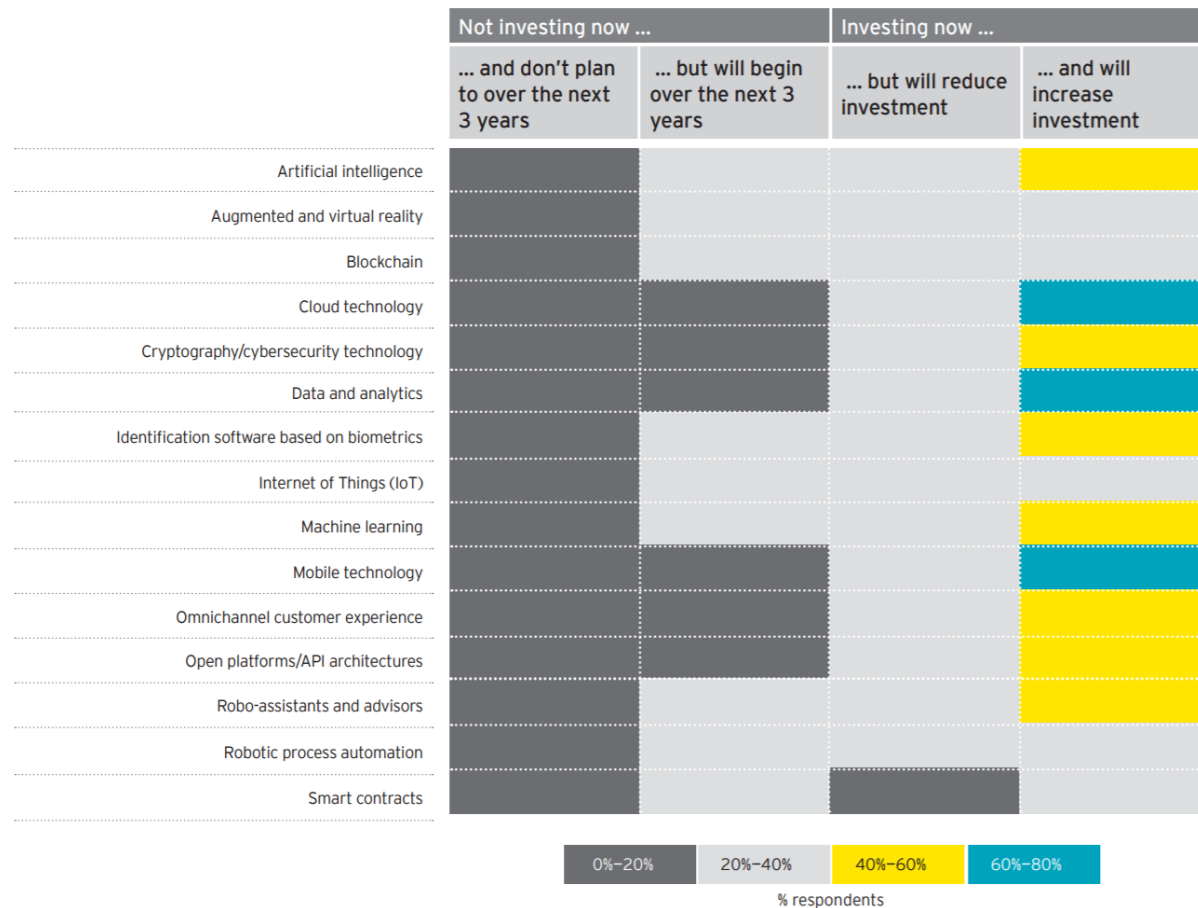 Not investing now ...
Investing now ...
... and don't plan
to over the next
3 years
... but will begin
over the next 3
years
... but will reduce
investment
... and will
increase
investment
Artificial intelligence
Augmented and virtual reality
Blockchain
Cloud technology
Cryptography/cybersecurity technology
Data and analytics
Identification software based on biometrics
Internet of Things (IoT)
Machine learning
Mobile technology
Omnichannel customer experience
Open platforms/API architectures
Robo-assistants and advisors
Robotic process automation
Smart contracts
0%–20%
20%–40%
40%–60%
60%–80%
% respondents